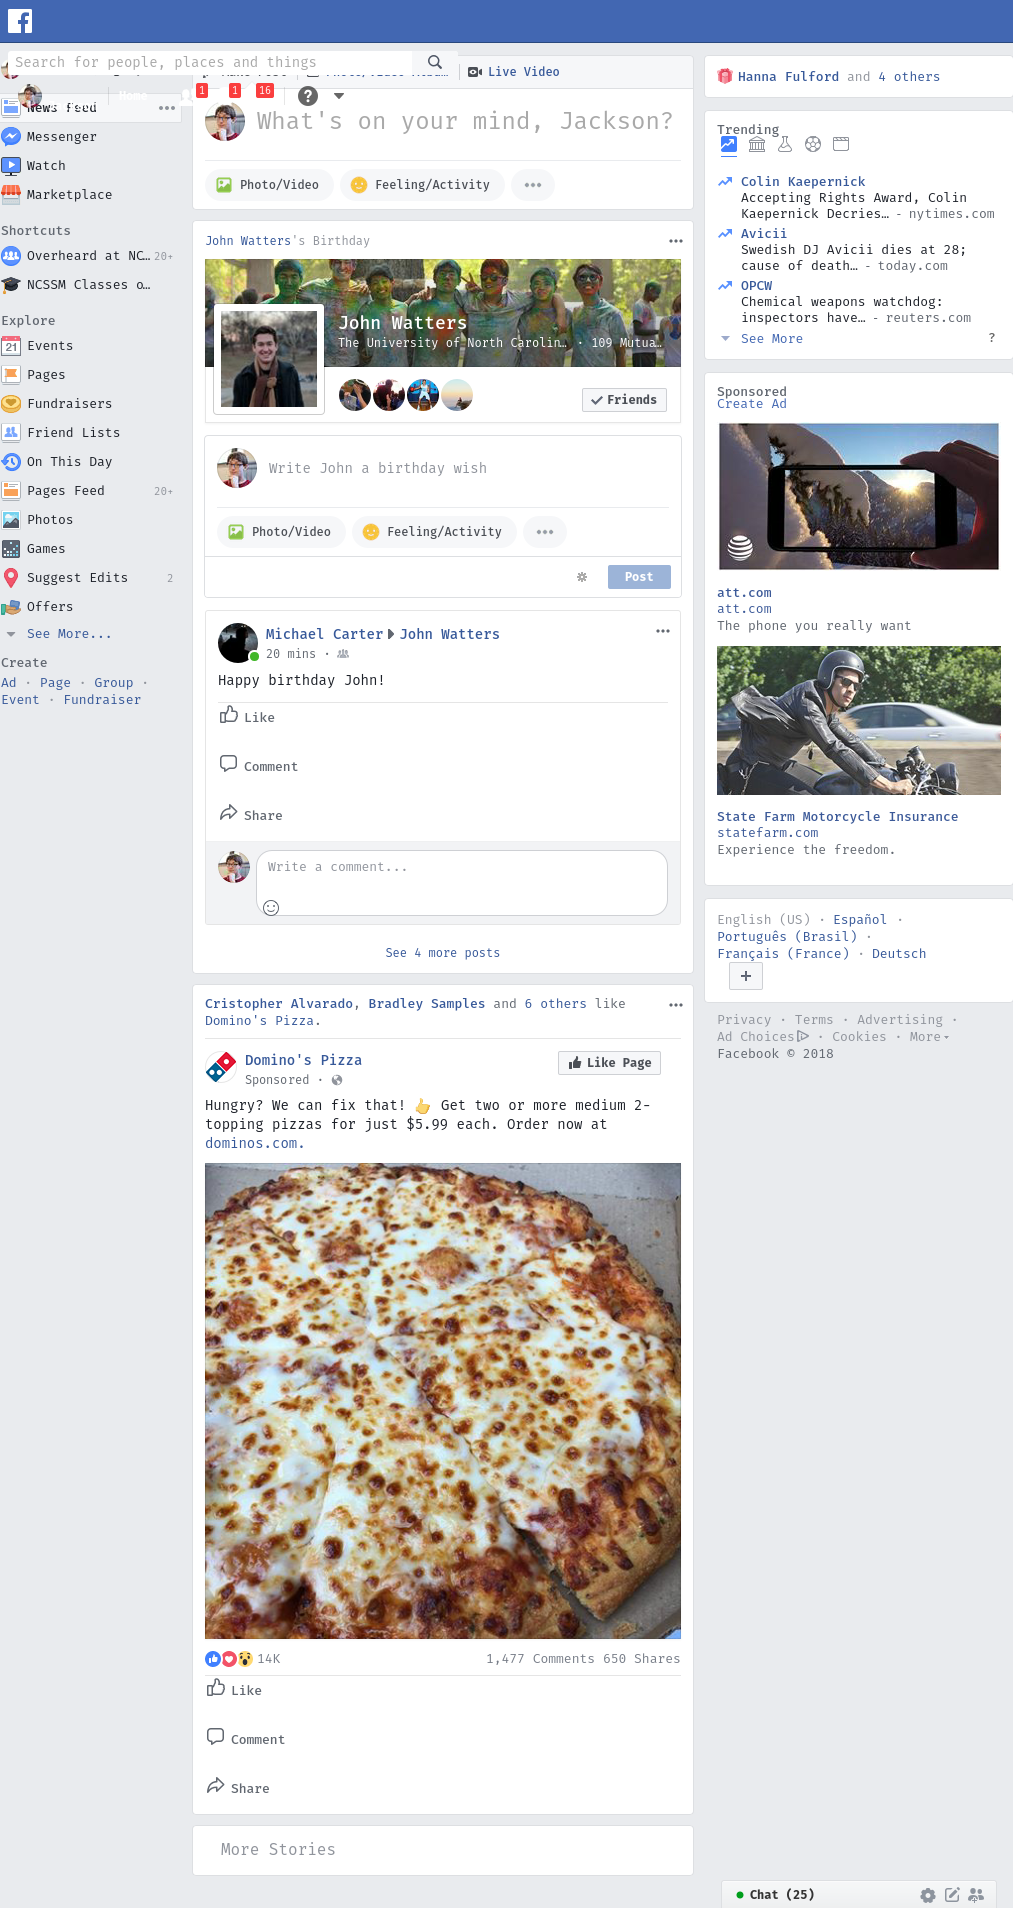 Search for people, places and things
Live Video
1
1
16
News Feed
Messenger
Watch
Marketplace
Shortcuts
Overheard at NC… 20+
NCSSM Classes o…
Explore
Events
Pages
Fundraisers
Friend Lists
On This Day
Pages Feed 20+
Photos
Games
Suggest Edits 2
Offers
See More...
Create
Ad · Page · Group ·
Event · Fundraiser
What's on your mind, Jackson?
Photo/Video
Feeling/Activity
John Watters's Birthday
John Watters
The University of North Carolin… · 109 Mutua…
Friends
Write John a birthday wish
Photo/Video
Feeling/Activity
Post
Michael Carter John Watters
20 mins ·
Happy birthday John!
Like
Comment
Share
Write a comment...
See 4 more posts
Cristopher Alvarado, Bradley Samples and 6 others like
Domino's Pizza.
Domino's Pizza
Sponsored ·
Like Page
Hungry? We can fix that! Get two or more medium 2-
topping pizzas for just $5.99 each. Order now at
dominos.com.
14K
1,477 Comments 650 Shares
Like
Comment
Share
More Stories
Hanna Fulford and 4 others
Trending
Colin Kaepernick
Accepting Rights Award, Colin
Kaepernick Decries… - nytimes.com
Avicii
Swedish DJ Avicii dies at 28;
cause of death… - today.com
OPCW
Chemical weapons watchdog:
inspectors have… - reuters.com
See More
?
Sponsored
Create Ad
att.com
att.com
The phone you really want
State Farm Motorcycle Insurance
statefarm.com
Experience the freedom.
English (US) · Español ·
Português (Brasil) ·
Français (France) · Deutsch
Privacy · Terms · Advertising ·
Ad Choices · Cookies · More
Facebook © 2018
Chat (25)